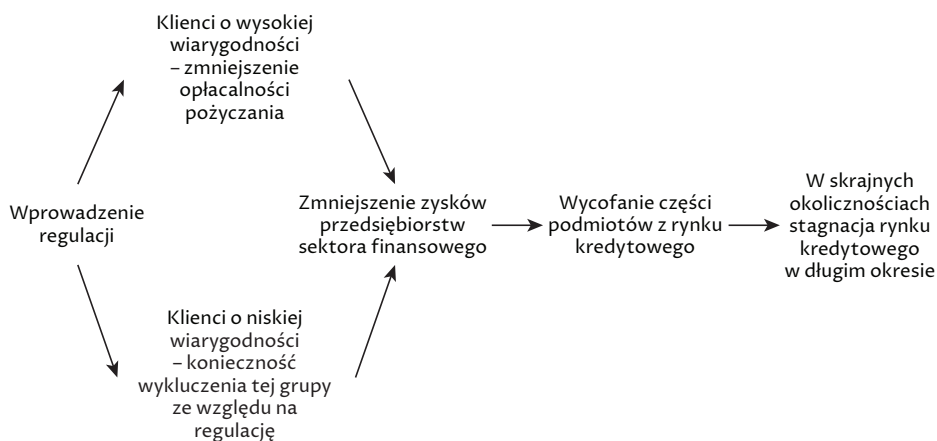 Klienci o wysokiej
wiarygodności
– zmniejszenie
opłacalności
pożyczania
Wprowadzenie
regulacji
Klienci o niskiej
wiarygodności
– konieczność
wykluczenia tej grupy
ze względu na
regulację
Zmniejszenie zysków
przedsiębiorstw
sektora finansowego
Wycofanie części
podmiotów z rynku
kredytowego
W skrajnych
okolicznościach
stagnacja rynku
kredytowego
w długim okresie